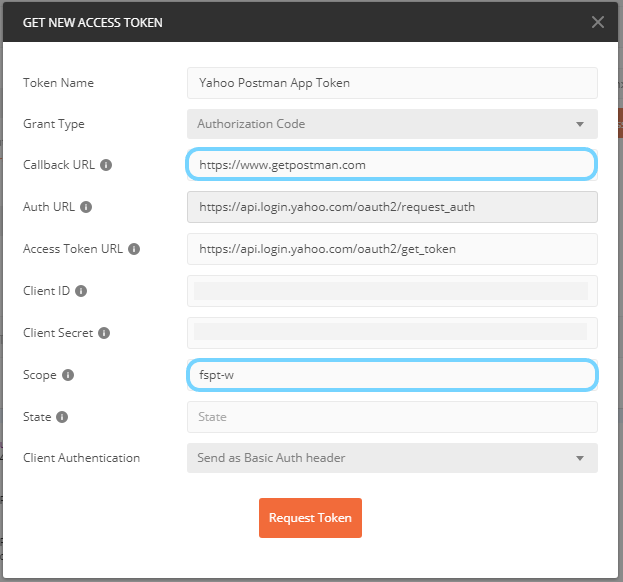 GET NEW ACCESS TOKEN
Token Name Yahoo Postman App Token
Grant Type Authorization Code
Callback URL https://www.getpostman.com
Auth URL https://api.login.yahoo.com/oauth2/request_auth
Access Token URL https://api.login.yahoo.com/oauth2/get_token
Client ID
Client Secret
Scope fspt-w
State State
Client Authentication Send as Basic Auth header
Request Token